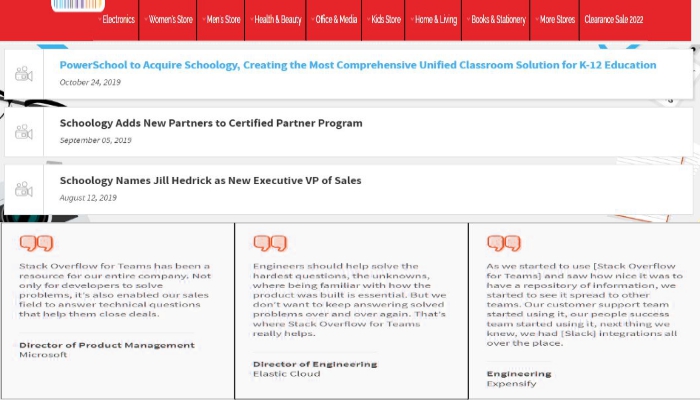 Electronics Women's Store Men's Store Health & Beauty Office & Media Kids Store Home & Living Books & Stationery More Stores Clearance Sale 2022
PowerSchool to Acquire Schoology, Creating the Most Comprehensive Unified Classroom Solution for K-12 Education
October 24, 2019
Schoology Adds New Partners to Certified Partner Program
September 05, 2019
Schoology Names Jill Hedrick as New Executive VP of Sales
August 12, 2019
Stack Overflow for Teams has been a
resource for our entire company. Not
only for developers to solve
problems, it's also enabled our sales
field to answer technical questions
that help them close deals.
Director of Product Management
Microsoft
Engineers should help solve the
hardest questions, the unknowns,
where being familiar with how the
product was built is essential. But we
don't want to keep answering solved
problems over and over again. That's
where Stack Overflow for Teams
really helps.
Director of Engineering
Elastic Cloud
As we started to use [Stack Overflow
for Teams] and saw how nice it was to
have a repository of information, we
started to see it spread to other
teams. Our customer support team
started using it, our people success
team started using it, next thing we
knew, we had [Slack] integrations all
over the place.
Engineering
Expensify